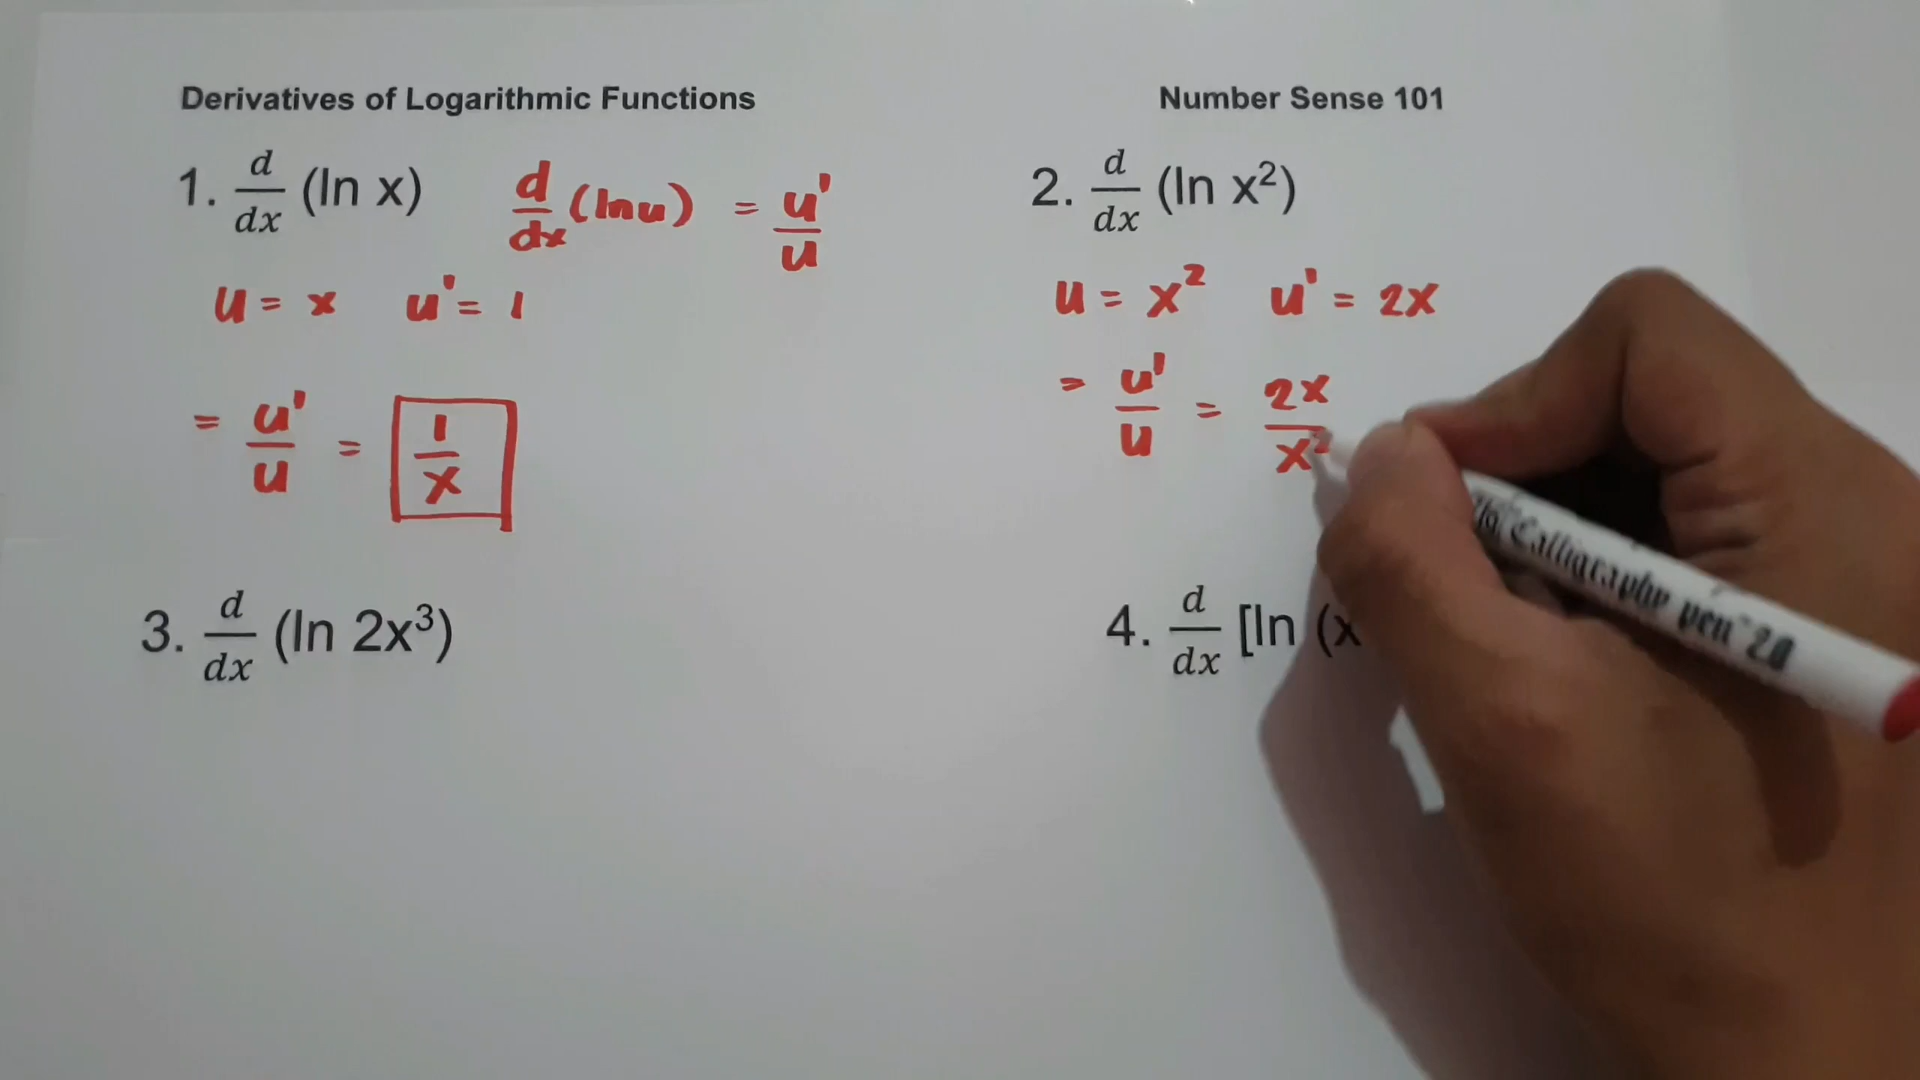 Derivatives of Logarithmic Functions
Number Sense 101
1. d/dx (ln x)
d/dx (ln u) = u'/u
u = x u' = 1
= u'/u = 1/x
2. d/dx (ln x²)
u = x² u' = 2x
= u'/u = 2x/x²
3. d/dx (ln 2x³)
4. d/dx [ln (x
Calligraphy Pen 2.0